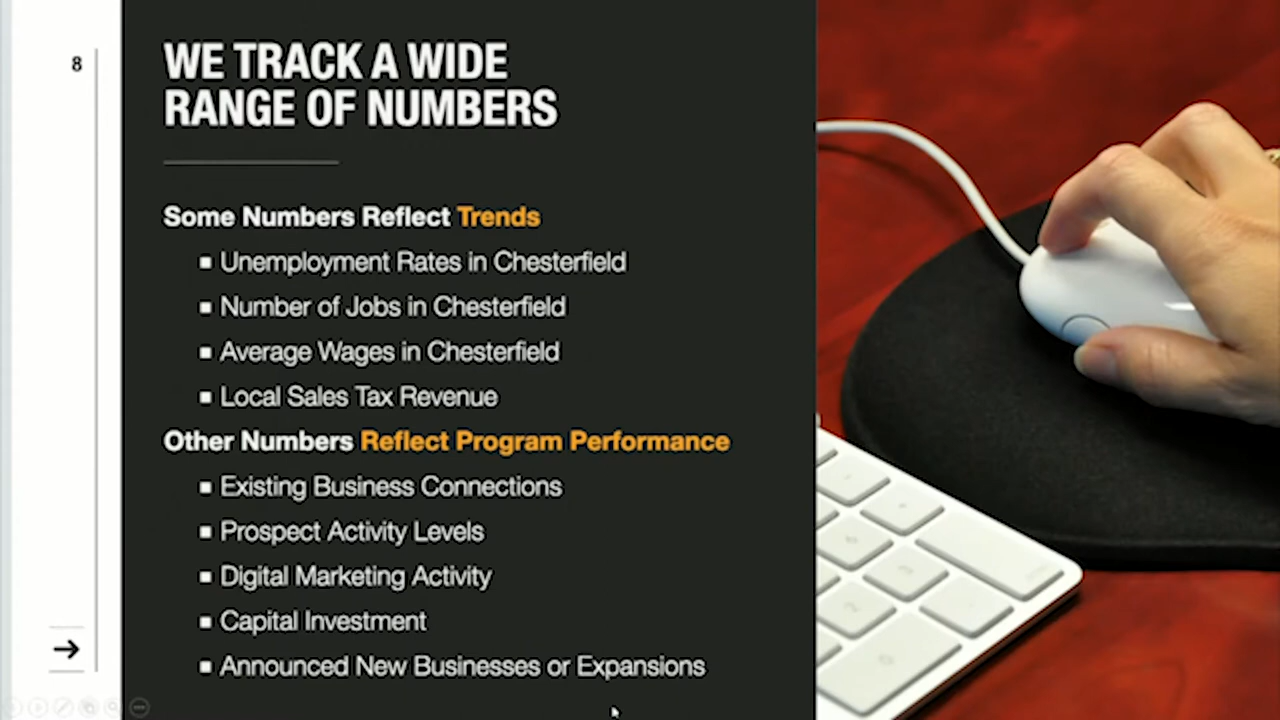 8
WE TRACK A WIDE
RANGE OF NUMBERS
Some Numbers Reflect Trends
▪ Unemployment Rates in Chesterfield
▪ Number of Jobs in Chesterfield
▪ Average Wages in Chesterfield
▪ Local Sales Tax Revenue
Other Numbers Reflect Program Performance
▪ Existing Business Connections
▪ Prospect Activity Levels
▪ Digital Marketing Activity
▪ Capital Investment
▪ Announced New Businesses or Expansions